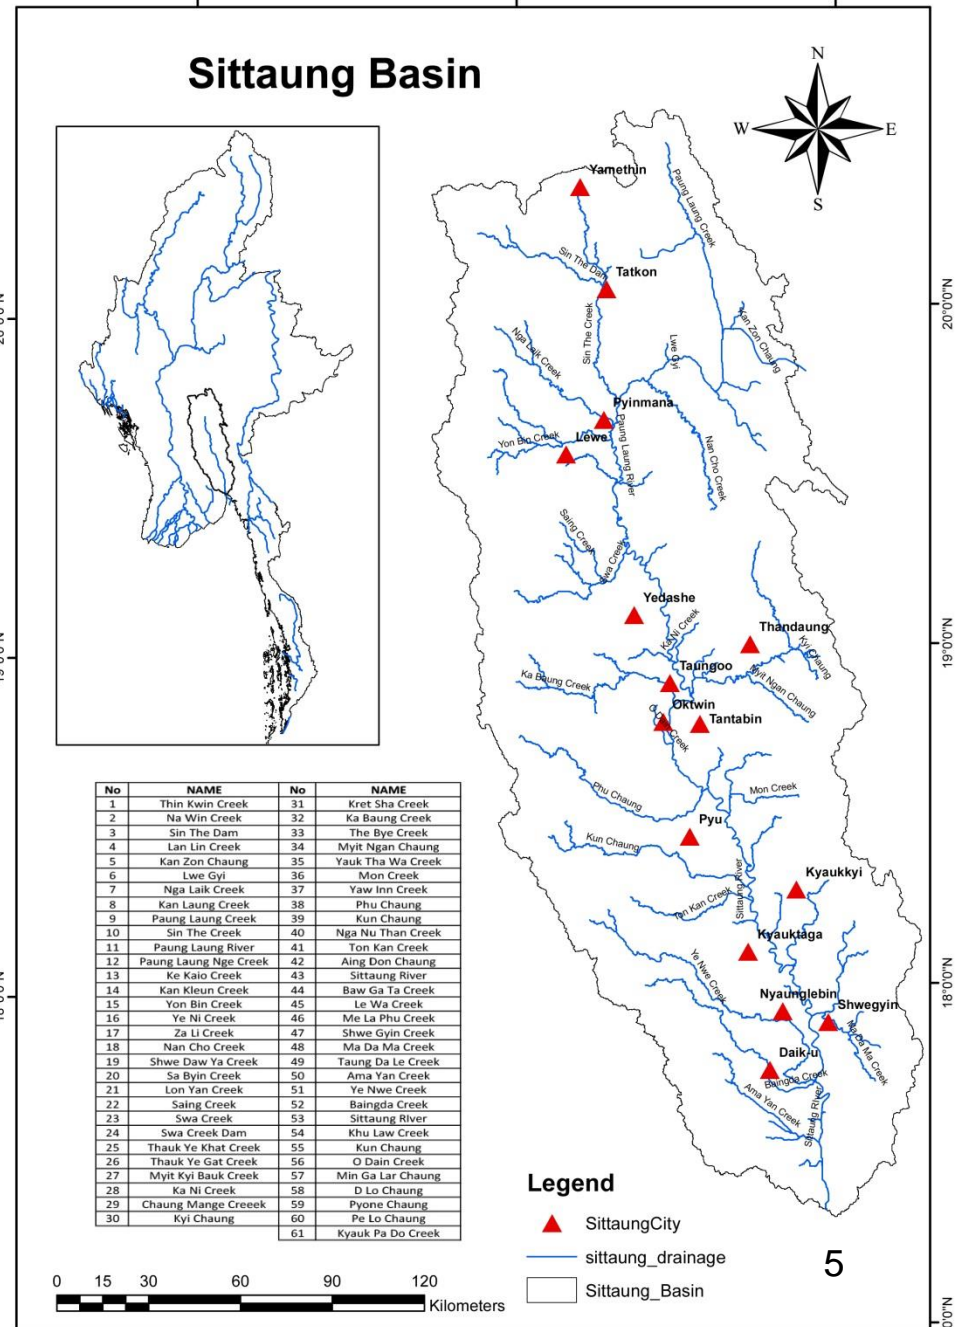 Sittaung Basin
N
W
E
S
Yamethin
Paung Laung Creek
Sin The Dam
Tatkon
Sin The Creek
Kan Zon Chaung
Nga Laik Creek
Lwe Gyi
Pyinmana
Yon Bin Creek
Lewe
Paung Laung River
Nan Cho Creek
Saing Creek
Swa Creek
Yedashe
Ka Ni Creek
Thandaung
Kyi Chaung
Taungoo
Ka Baung Creek
Myit Ngan Chaung
Oktwin
Creek
Tantabin
Phu Chaung
Mon Creek
Pyu
Kun Chaung
Sittaung River
Kyaukkyi
Ton Kan Creek
Kyauktaga
Ye Nwe Creek
Nyaunglebin
Shwegyin
Ma Da Ma Creek
Daik-u
Baingda Creek
Ama Yan Creek
Sittaung River
20°0'0"N
19°0'0"N
18°0'0"N
No NAME No NAME
1 Thin Kwin Creek 31 Kret Sha Creek
2 Na Win Creek 32 Ka Baung Creek
3 Sin The Dam 33 The Bye Creek
4 Lan Lin Creek 34 Myit Ngan Chaung
5 Kan Zon Chaung 35 Yauk Tha Wa Creek
6 Lwe Gyi 36 Mon Creek
7 Nga Laik Creek 37 Yaw Inn Creek
8 Kan Laung Creek 38 Phu Chaung
9 Paung Laung Creek 39 Kun Chaung
10 Sin The Creek 40 Nga Nu Than Creek
11 Paung Laung River 41 Ton Kan Creek
12 Paung Laung Nge Creek 42 Aing Don Chaung
13 Ke Kaio Creek 43 Sittaung River
14 Kan Kleun Creek 44 Baw Ga Ta Creek
15 Yon Bin Creek 45 Le Wa Creek
16 Ye Ni Creek 46 Me La Phu Creek
17 Za Li Creek 47 Shwe Gyin Creek
18 Nan Cho Creek 48 Ma Da Ma Creek
19 Shwe Daw Ya Creek 49 Taung Da Le Creek
20 Sa Byin Creek 50 Ama Yan Creek
21 Lon Yan Creek 51 Ye Nwe Creek
22 Saing Creek 52 Baingda Creek
23 Swa Creek 53 Sittaung RIver
24 Swa Creek Dam 54 Khu Law Creek
25 Thauk Ye Khat Creek 55 Kun Chaung
26 Thauk Ye Gat Creek 56 O Dain Creek
27 Myit Kyi Bauk Creek 57 Min Ga Lar Chaung
28 Ka Ni Creek 58 D Lo Chaung
29 Chaung Mange Creeek 59 Pyone Chaung
30 Kyi Chaung 60 Pe Lo Chaung
61 Kyauk Pa Do Creek
Legend
SittaungCity
sittaung_drainage
Sittaung_Basin
5
0 15 30 60 90 120
Kilometers